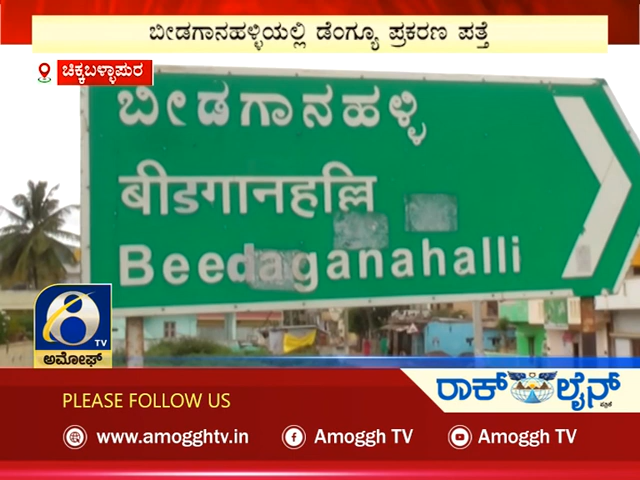 ಬೀಡಗಾನಹಳ್ಳಿಯಲ್ಲಿ ಡೆಂಗ್ಯೂ ಪ್ರಕರಣ ಪತ್ತೆ
ಚಿಕ್ಕಬಳ್ಳಾಪುರ
ಬೀಡಗಾನಹಳ್ಳಿ
बीडगानहल्लि
Beedaganahalli
TV
ಅಮೋಘ್
PLEASE FOLLOW US
ರಾಕ್ ಲೈನ್ಸ್
www.amogghtv.in
Amoggh TV
Amoggh TV